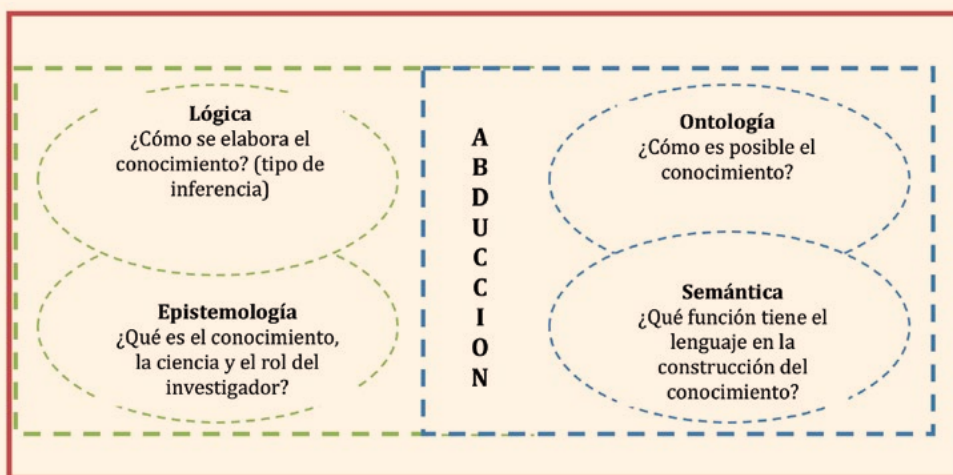 Lógica
¿Cómo se elabora el
conocimiento? (tipo de
inferencia)
Epistemología
¿Qué es el conocimiento,
la ciencia y el rol del
investigador?
A
B
D
U
C
C
I
O
N
Ontología
¿Cómo es posible el
conocimiento?
Semántica
¿Qué función tiene el
lenguaje en la
construcción del
conocimiento?